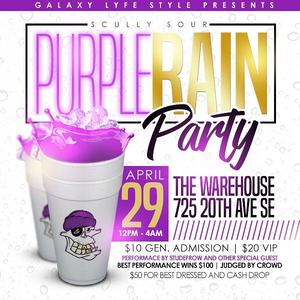 GALAXY LYFE STYLE PRESENTS
SCULLY SOUR
PURPLE RAIN
Party
APRIL
29
12PM - 4AM
THE WAREHOUSE
725 20TH AVE SE
$10 GEN. ADMISSION | $20 VIP
PERFORMACE BY STUDEFROW AND OTHER SPECIAL GUEST
BEST PERFORMANCE WINS $100 | JUDGED BY CROWD
$50 FOR BEST DRESSED AND CASH DROP